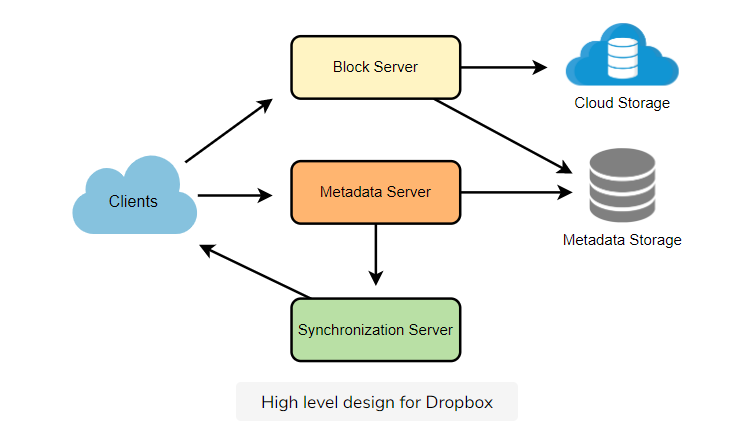 Block Server
Cloud Storage
Clients
Metadata Server
Metadata Storage
Synchronization Server
High level design for Dropbox